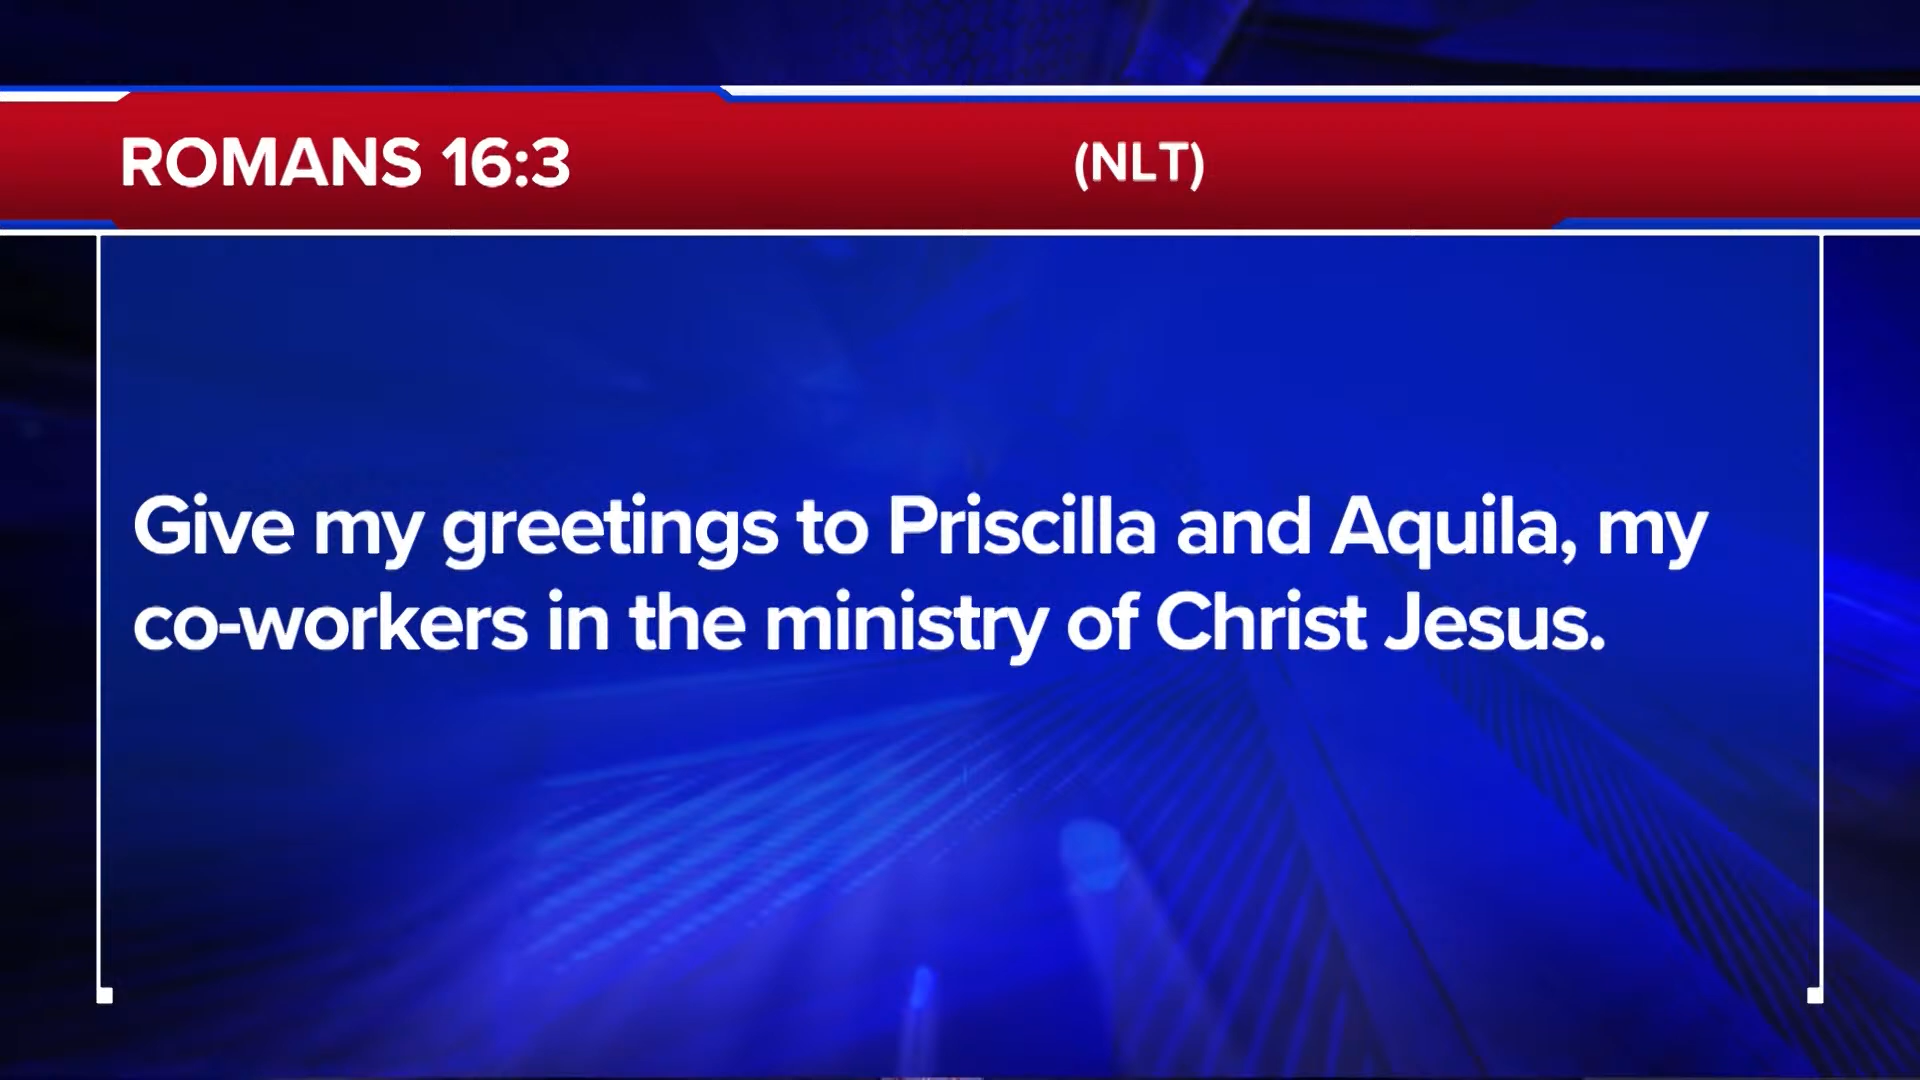 ROMANS 16:3 (NLT)
Give my greetings to Priscilla and Aquila, my
co-workers in the ministry of Christ Jesus.